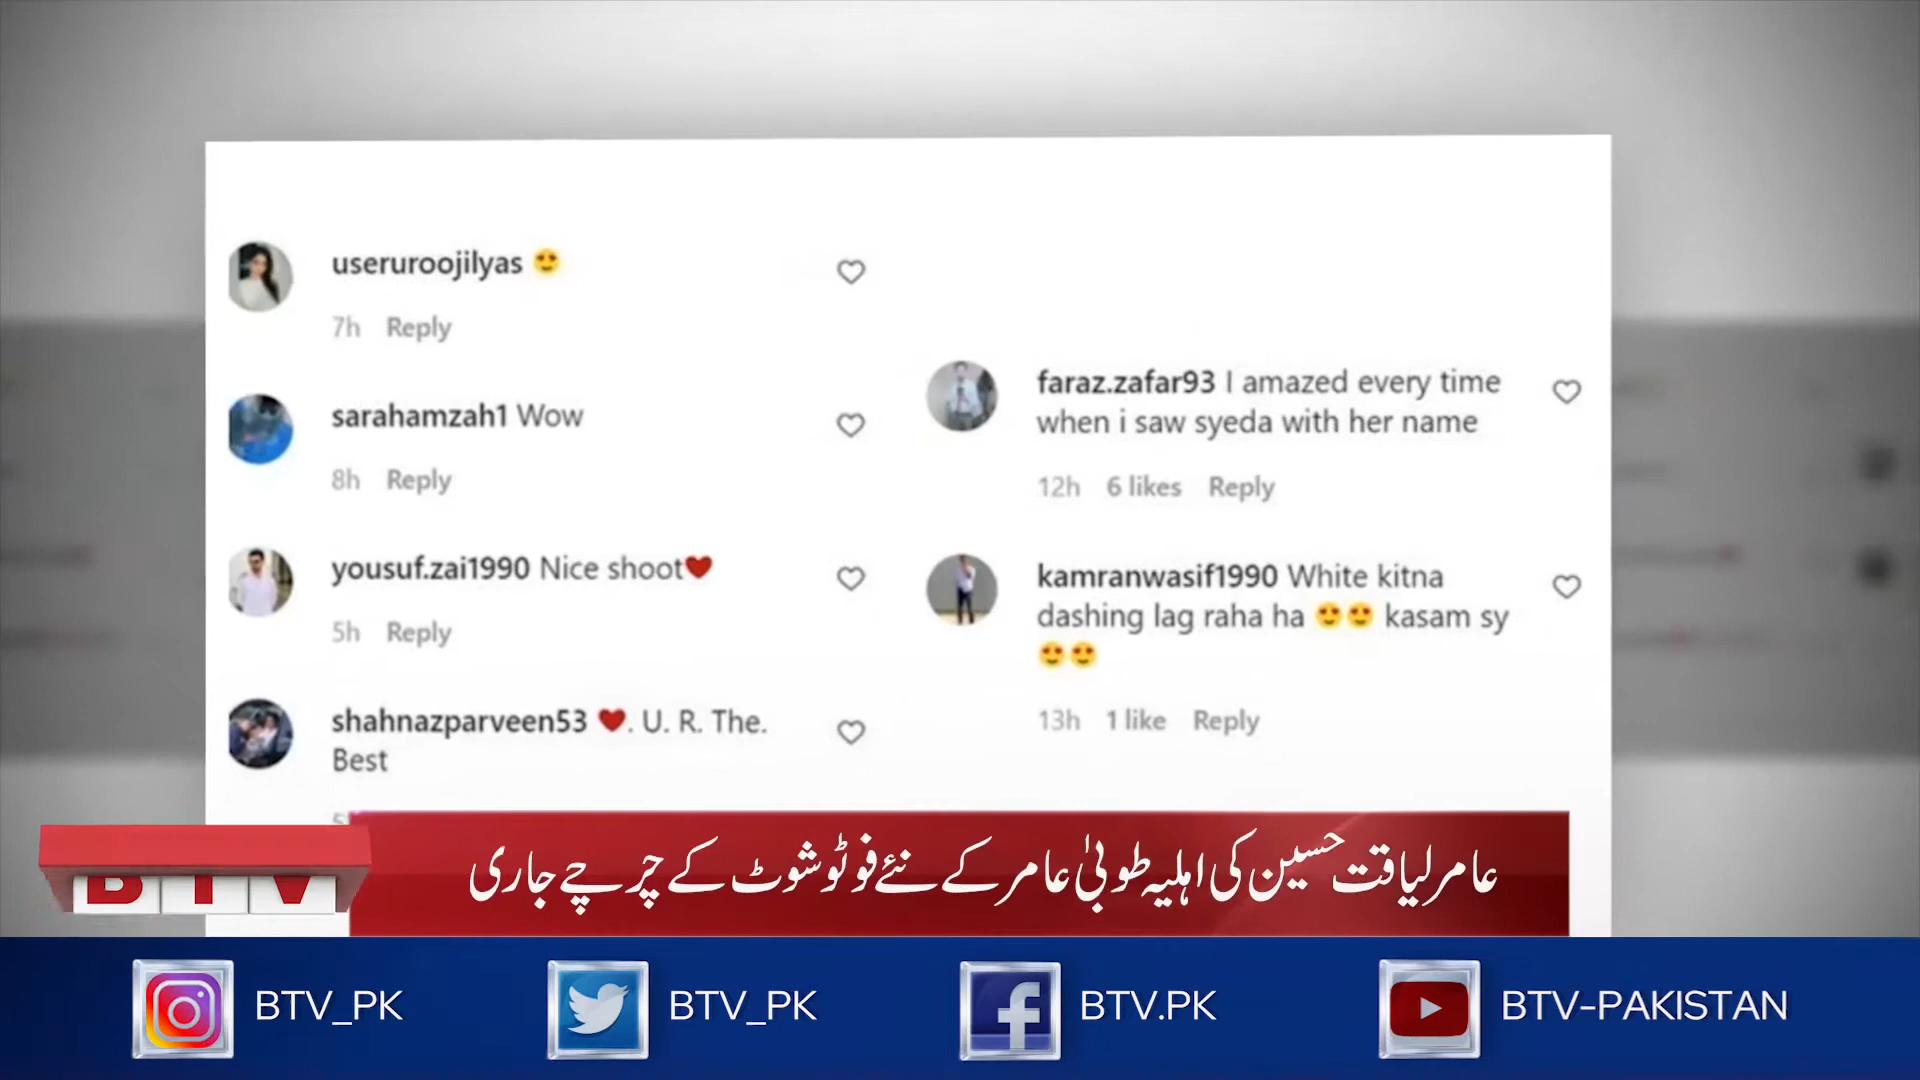 useruroojilyas 😍
7h Reply
sarahamzah1 Wow
8h Reply
yousuf.zai1990 Nice shoot❤
5h Reply
shahnazparveen53 ❤. U. R. The.
Best
faraz.zafar93 I amazed every time
when i saw syeda with her name
12h 6 likes Reply
kamranwasif1990 White kitna
dashing lag raha ha 😍😍 kasam sy
😍😍
13h 1 like Reply
عامر لیاقت حسین کی اہلیہ طوبیٰ عامر کے نئے فوٹو شوٹ کے چرچے جاری
BTV
BTV_PK
BTV_PK
BTV.PK
BTV-PAKISTAN